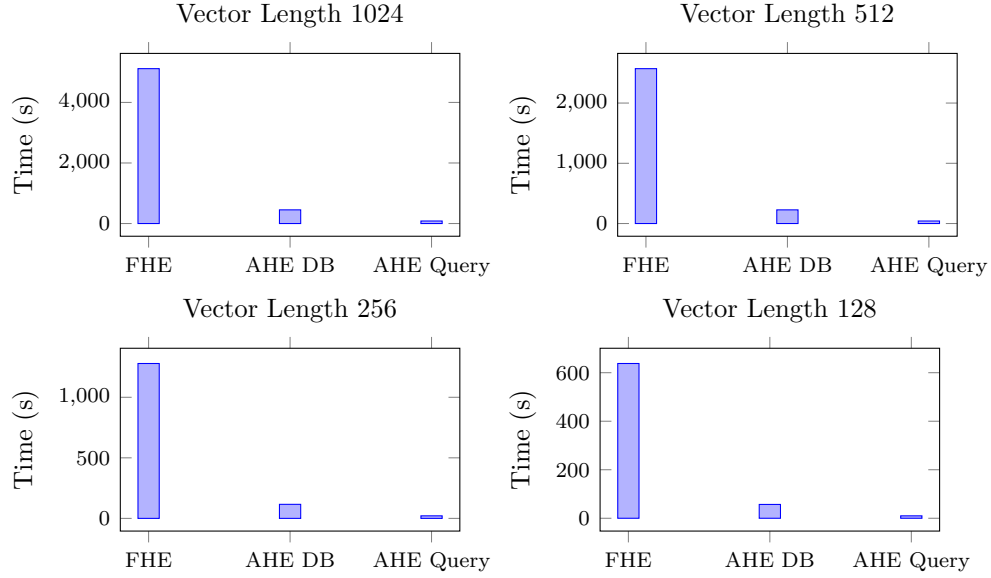 Vector Length 1024
Time (s)
4,000
2,000
0
FHE AHE DB AHE Query
Vector Length 512
Time (s)
2,000
1,000
0
FHE AHE DB AHE Query
Vector Length 256
Time (s)
1,000
500
0
FHE AHE DB AHE Query
Vector Length 128
Time (s)
600
400
200
0
FHE AHE DB AHE Query